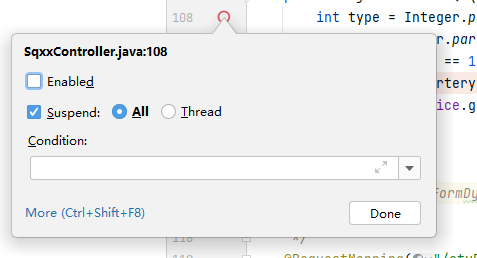 108
int type = Integer.p
SqxxController.java:108
er.par
Enabled
== 1
Suspend:
All
Thread
rtery
ice.g
Condition:
FormDy
More (Ctrl+Shift+F8)
Done
118
*/